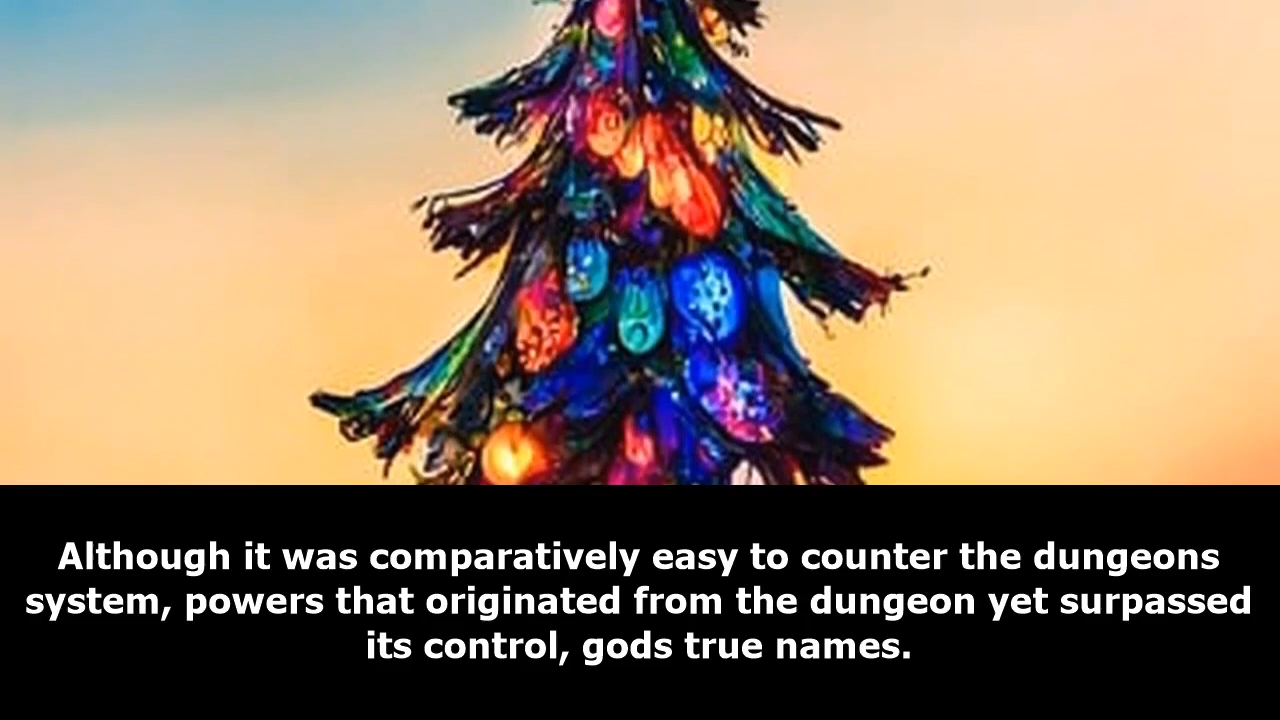 Although it was comparatively easy to counter the dungeons
system, powers that originated from the dungeon yet surpassed
its control, gods true names.